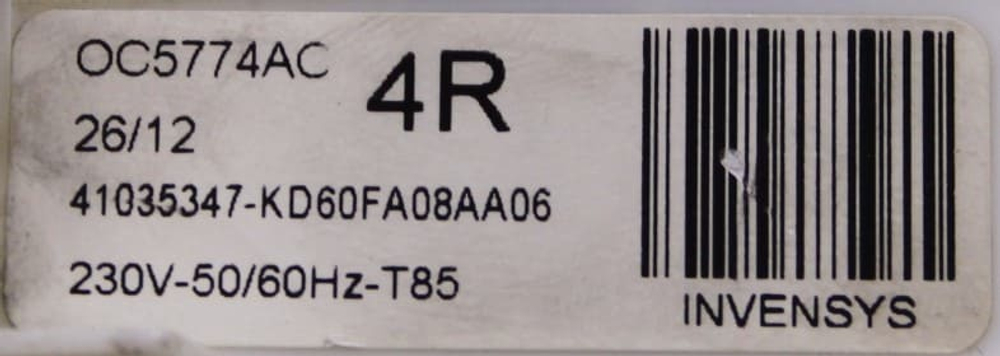 OC5774AC 4R
26/12
41035347-KD60FA08AA06
230V-50/60Hz-T85
INVENSYS